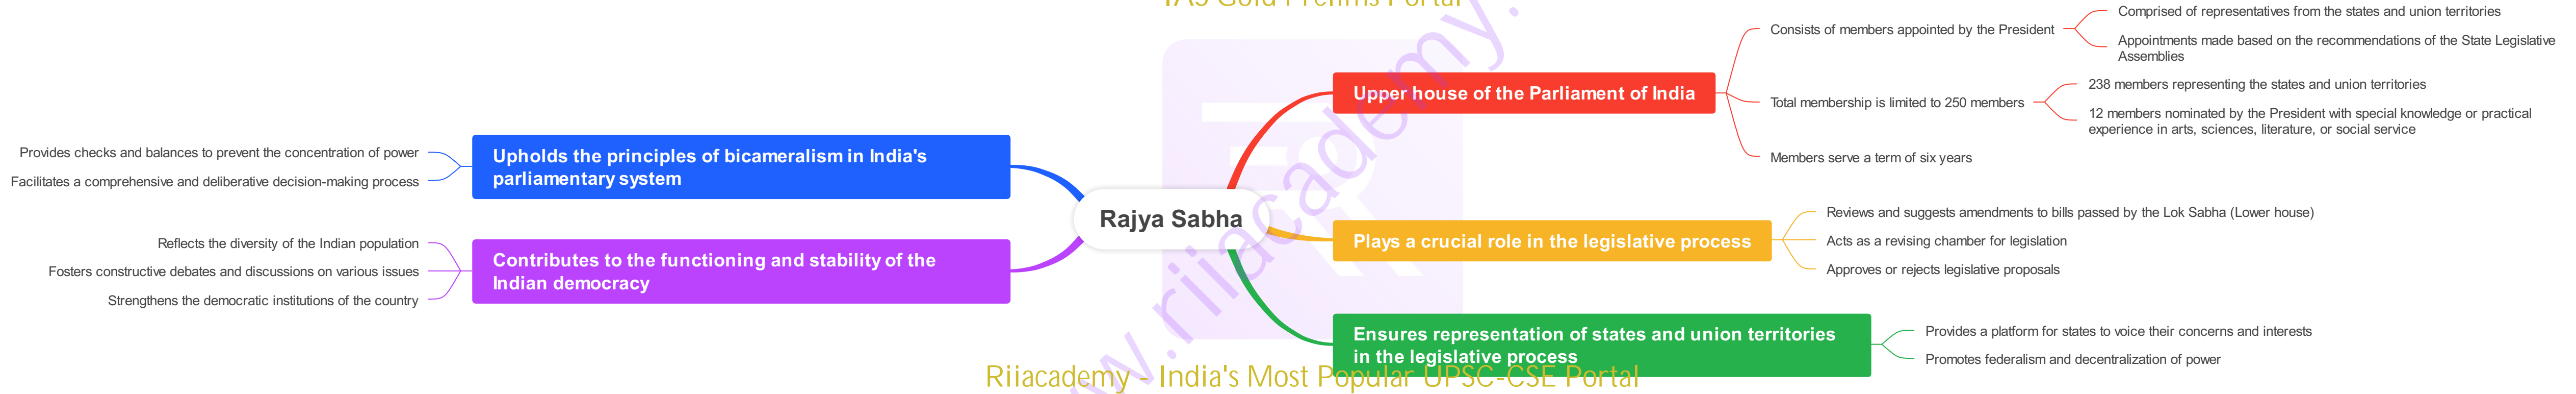 IAS Gold Prelims Portal
Rajya Sabha
Upper house of the Parliament of India
Consists of members appointed by the President
Comprised of representatives from the states and union territories
Appointments made based on the recommendations of the State Legislative
Assemblies
Total membership is limited to 250 members
238 members representing the states and union territories
12 members nominated by the President with special knowledge or practical
experience in arts, sciences, literature, or social service
Members serve a term of six years
Plays a crucial role in the legislative process
Reviews and suggests amendments to bills passed by the Lok Sabha (Lower house)
Acts as a revising chamber for legislation
Approves or rejects legislative proposals
Ensures representation of states and union territories
in the legislative process
Provides a platform for states to voice their concerns and interests
Promotes federalism and decentralization of power
Upholds the principles of bicameralism in India's
parliamentary system
Provides checks and balances to prevent the concentration of power
Facilitates a comprehensive and deliberative decision-making process
Contributes to the functioning and stability of the
Indian democracy
Reflects the diversity of the Indian population
Fosters constructive debates and discussions on various issues
Strengthens the democratic institutions of the country
w.riiacademy.
Riiacademy - India's Most Popular UPSC-CSE Portal